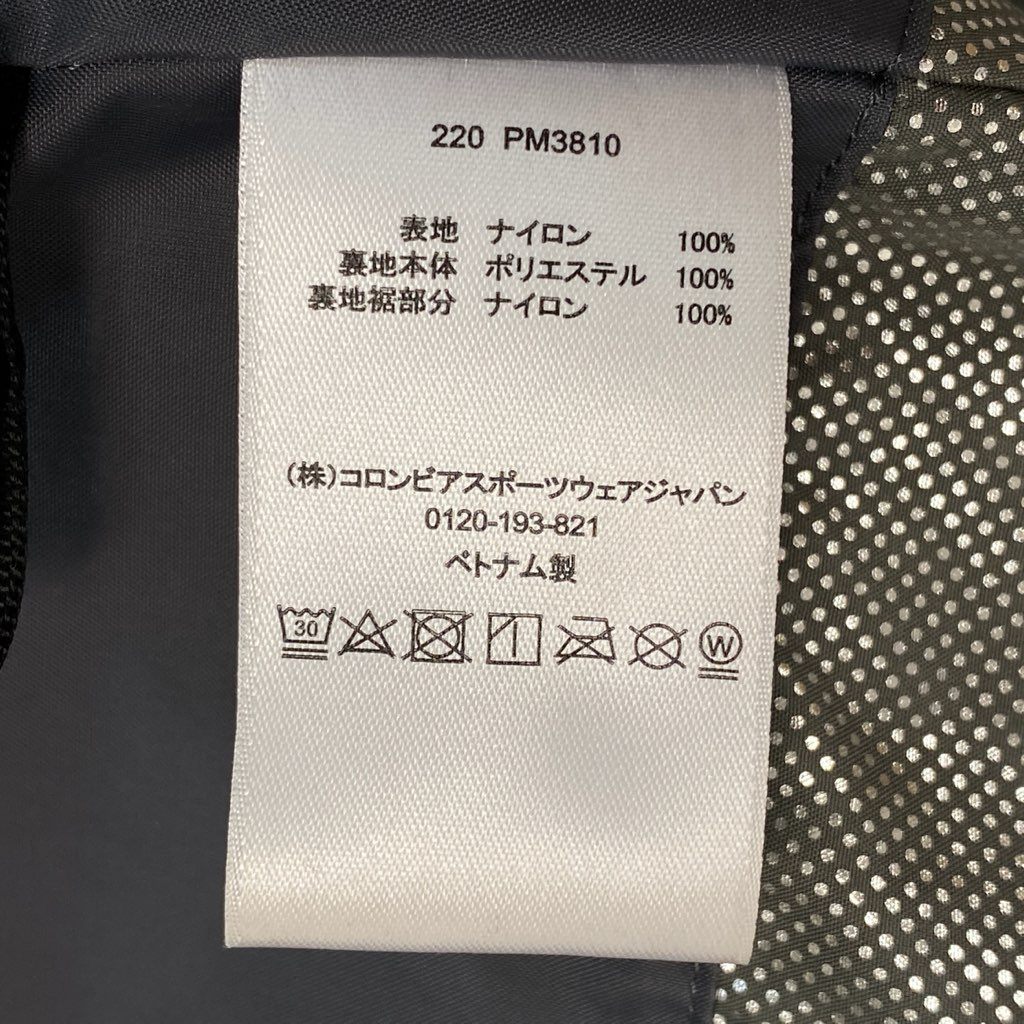 220 PM3810
表地 ナイロン 100%
裏地本体 ポリエステル 100%
裏地裾部分 ナイロン 100%
(株)コロンビアスポーツウェアジャパン
0120-193-821
ベトナム製
30
W